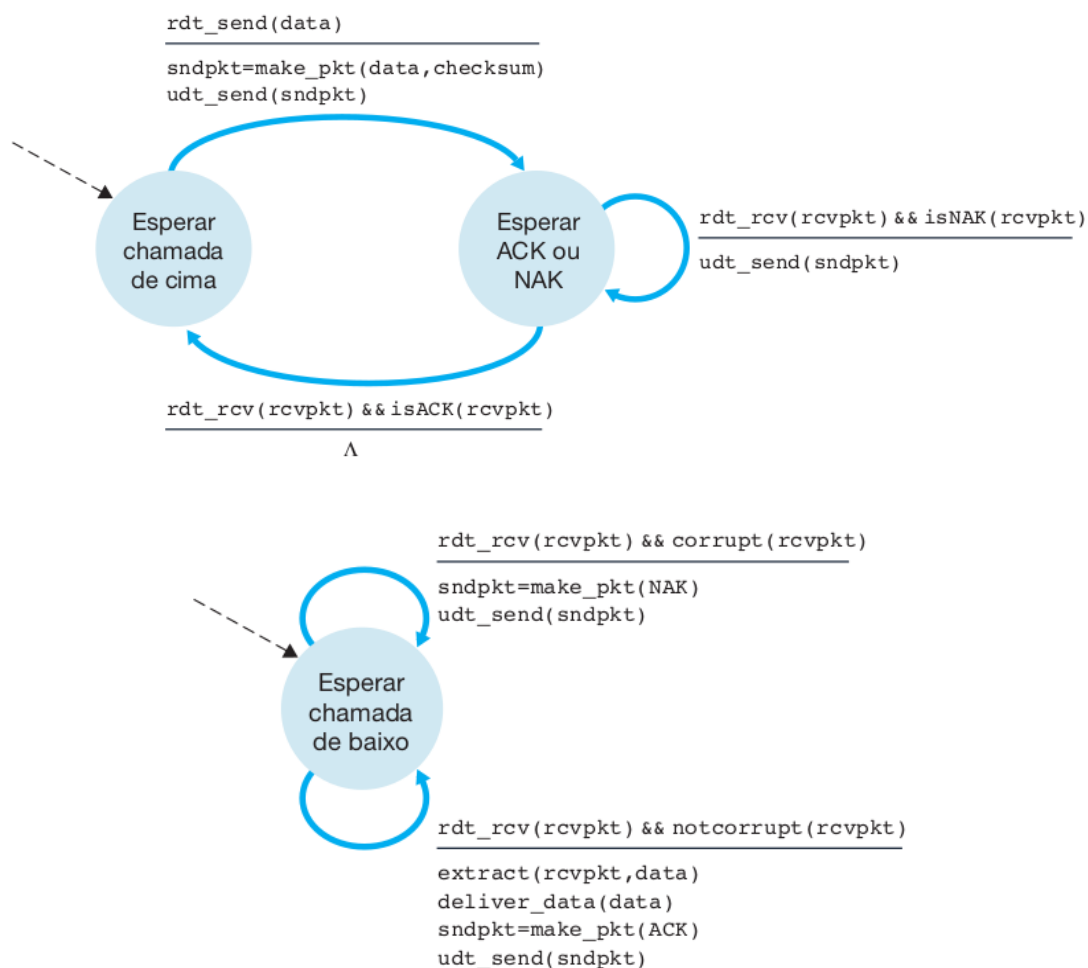 rdt_send(data)
sndpkt=make_pkt(data,checksum)
udt_send(sndpkt)
Esperar
chamada
de cima
Esperar
ACK ou
NAK
rdt_rcv(rcvpkt) && isNAK(rcvpkt)
udt_send(sndpkt)
rdt_rcv(rcvpkt) && isACK(rcvpkt)
Λ
rdt_rcv(rcvpkt) && corrupt(rcvpkt)
sndpkt=make_pkt(NAK)
udt_send(sndpkt)
Esperar
chamada
de baixo
rdt_rcv(rcvpkt) && notcorrupt(rcvpkt)
extract(rcvpkt,data)
deliver_data(data)
sndpkt=make_pkt(ACK)
udt_send(sndpkt)